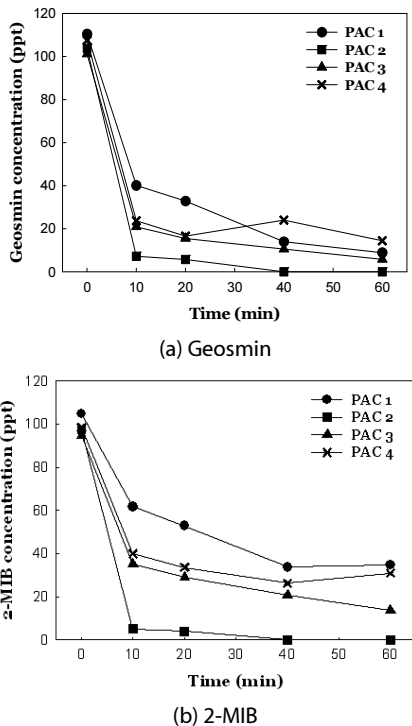 Geosmin concentration (ppt)
120
100
80
60
40
20
0
PAC 1
PAC 2
PAC 3
PAC 4
0 10 20 30 40 50 60
Time (min)
(a) Geosmin
2-MIB concentration (ppt)
120
100
80
60
40
20
0
PAC 1
PAC 2
PAC 3
PAC 4
0 10 20 30 40 50 60
Time (min)
(b) 2-MIB